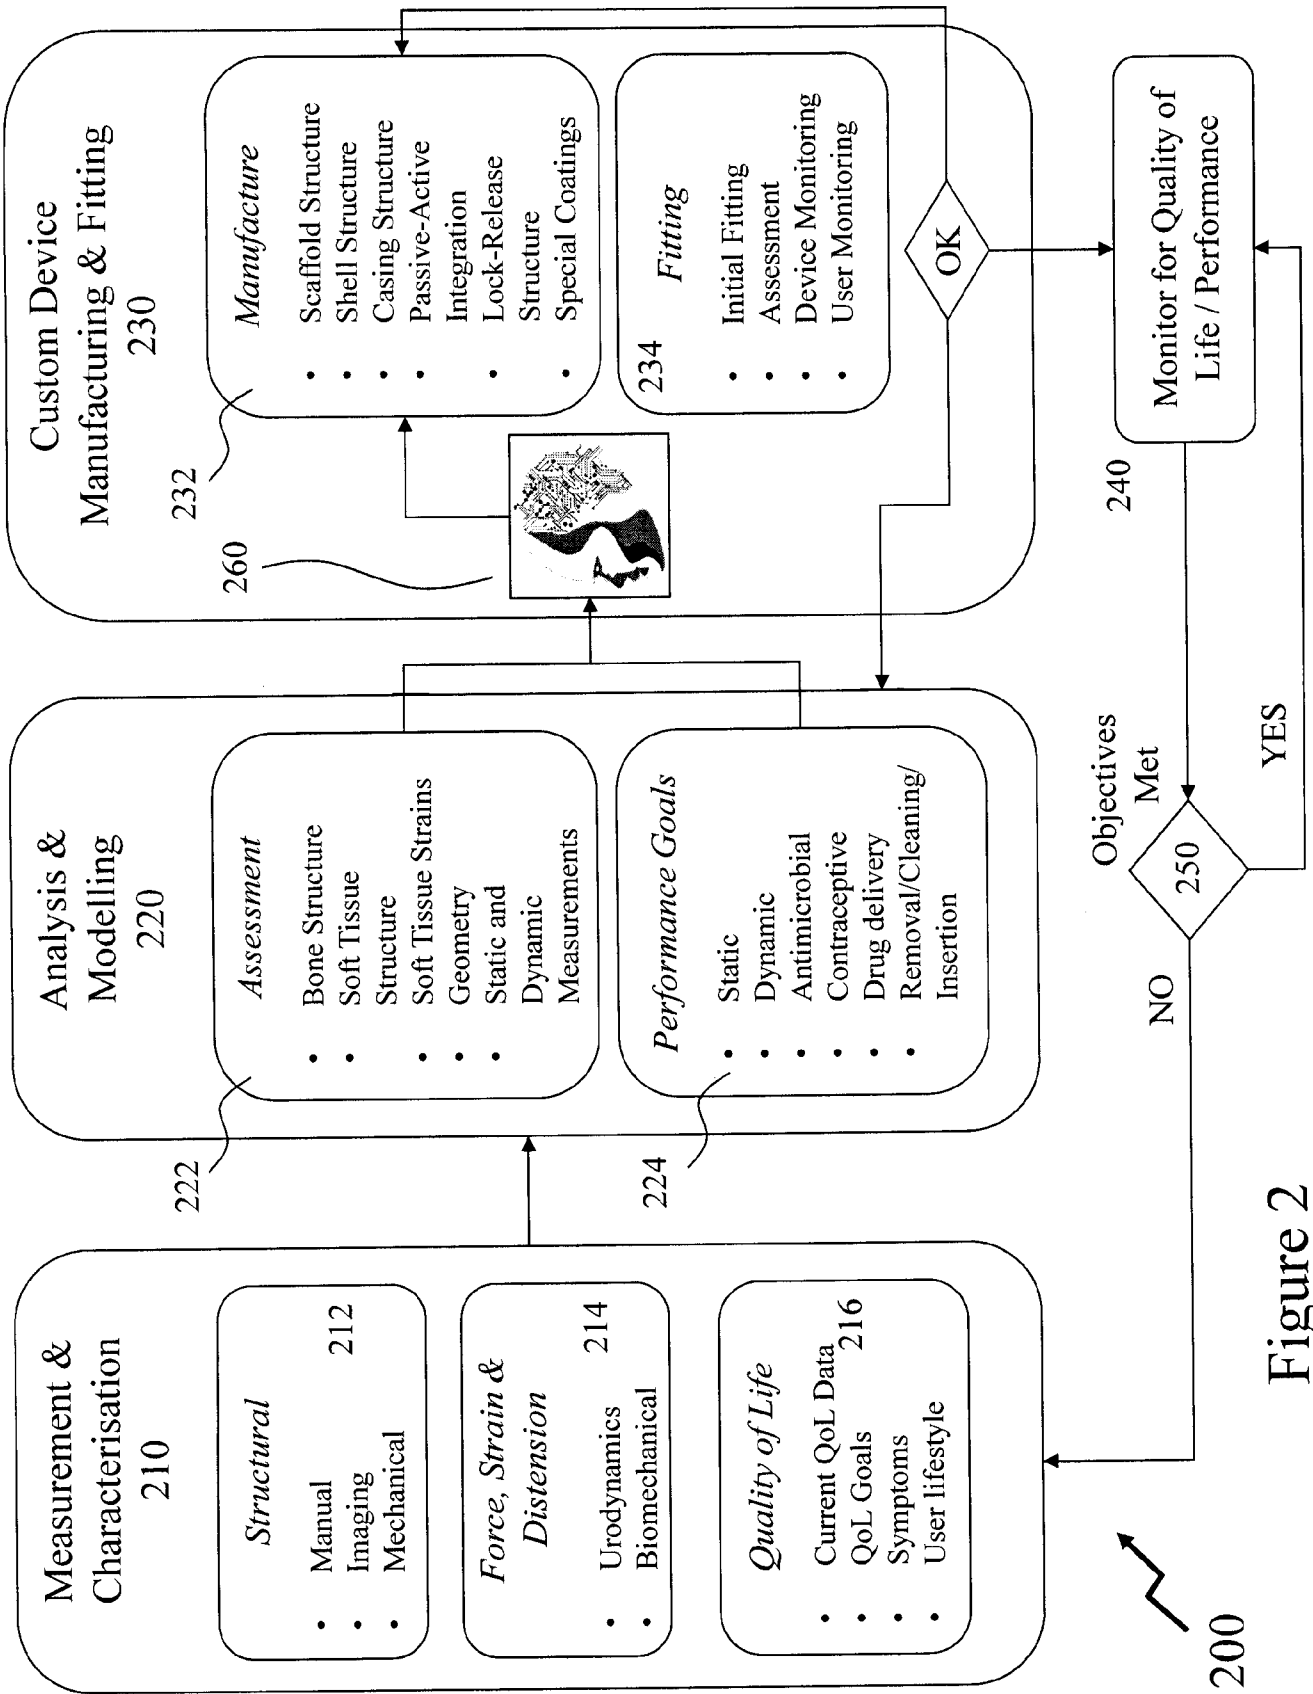 Measurement &
Characterisation
210
Structural
212
• Manual
• Imaging
• Mechanical
Force, Strain &
Distension
214
• Urodynamics
• Biomechanical
Quality of Life
216
• Current QoL Data
• QoL Goals
• Symptoms
• User lifestyle
Analysis &
Modelling
220
222
Assessment
• Bone Structure
• Soft Tissue
Structure
• Soft Tissue Strains
• Geometry
• Static and
Dynamic
Measurements
224
Performance Goals
• Static
• Dynamic
• Antimicrobial
• Contraceptive
• Drug delivery
• Removal/Cleaning/
Insertion
Custom Device
Manufacturing & Fitting
230
232
Manufacture
• Scaffold Structure
• Shell Structure
• Casing Structure
• Passive-Active
Integration
• Lock-Release
Structure
• Special Coatings
260
234
Fitting
• Initial Fitting
• Assessment
• Device Monitoring
• User Monitoring
OK
240
Monitor for Quality of
Life / Performance
Objectives
Met
250
NO
YES
200
Figure 2